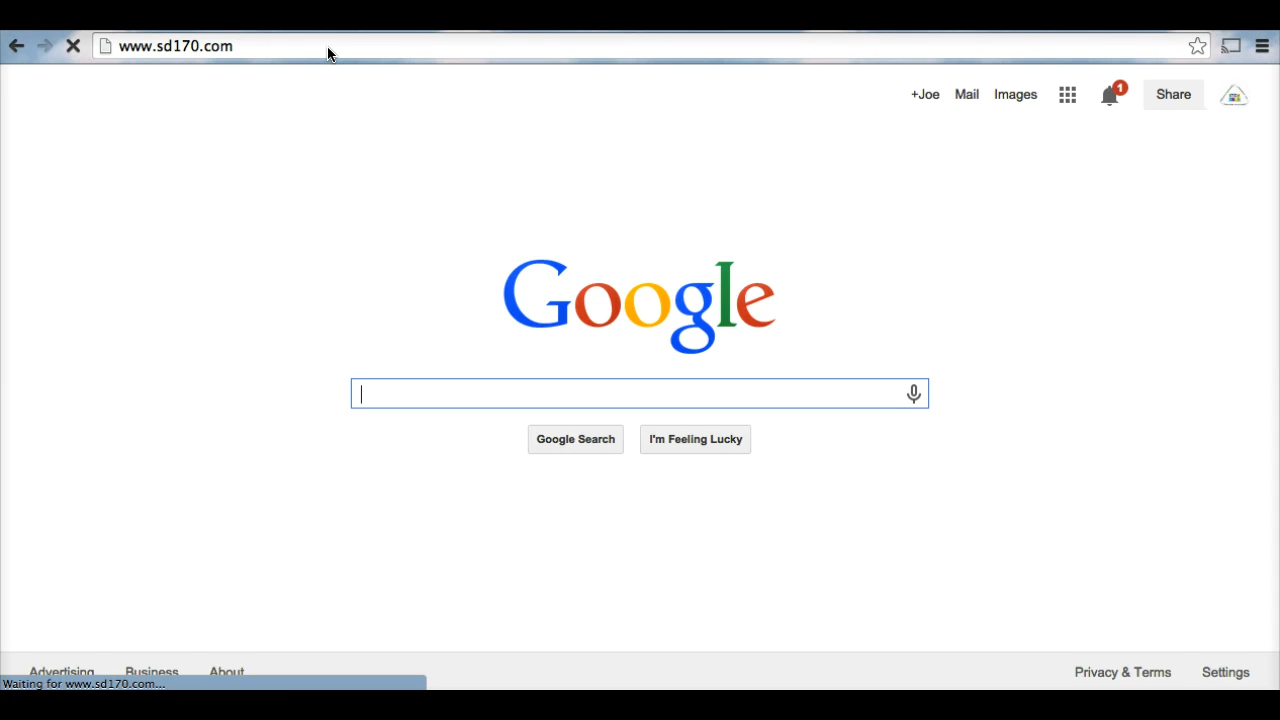 www.sd170.com
+Joe Mail Images 1 Share
Google
Google Search I'm Feeling Lucky
Advertising Business About Privacy & Terms Settings
Waiting for www.sd170.com...